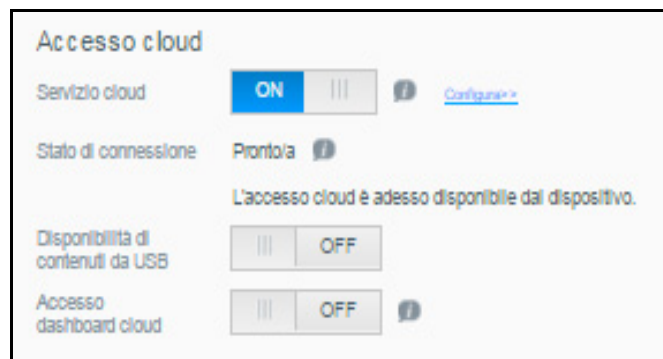 Accesso cloud
Servizio cloud ON Configura>>
Stato di connessione Pronto/a
L'accesso cloud è adesso disponibile dal dispositivo.
Disponibilità di
contenuti da USB OFF
Accesso
dashboard cloud OFF